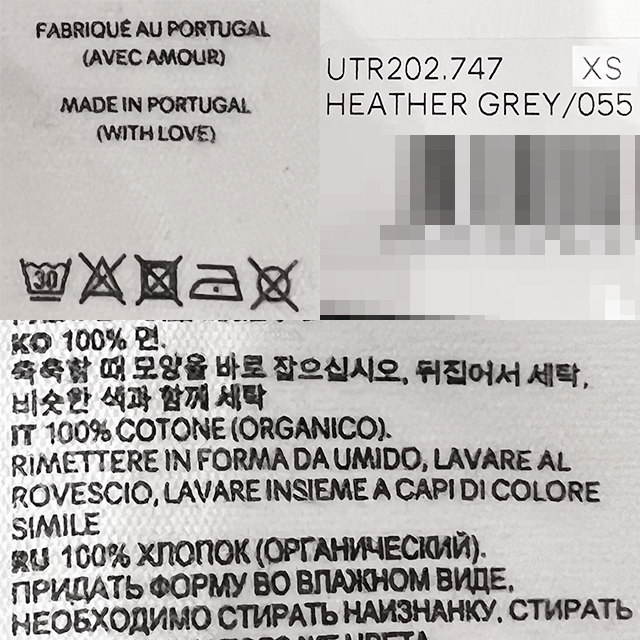 FABRIQUÉ AU PORTUGAL
(AVEC AMOUR)
MADE IN PORTUGAL
(WITH LOVE)
30
UTR202.747 XS
HEATHER GREY/055
KO 100% 면.
축축할 때 모양을 바로 잡으십시오, 뒤집어서 세탁,
비슷한 색과 함께 세탁
IT 100% COTONE (ORGANICO).
RIMETTERE IN FORMA DA UMIDO, LAVARE AL
ROVESCIO, LAVARE INSIEME A CAPI DI COLORE
SIMILE
RU 100% ХЛОПОК (ОРГАНИЧЕСКИЙ).
ПРИДАТЬ ФОРМУ ВО ВЛАЖНОМ ВИДЕ,
НЕОБХОДИМО СТИРАТЬ НАИЗНАНКУ, СТИРАТЬ